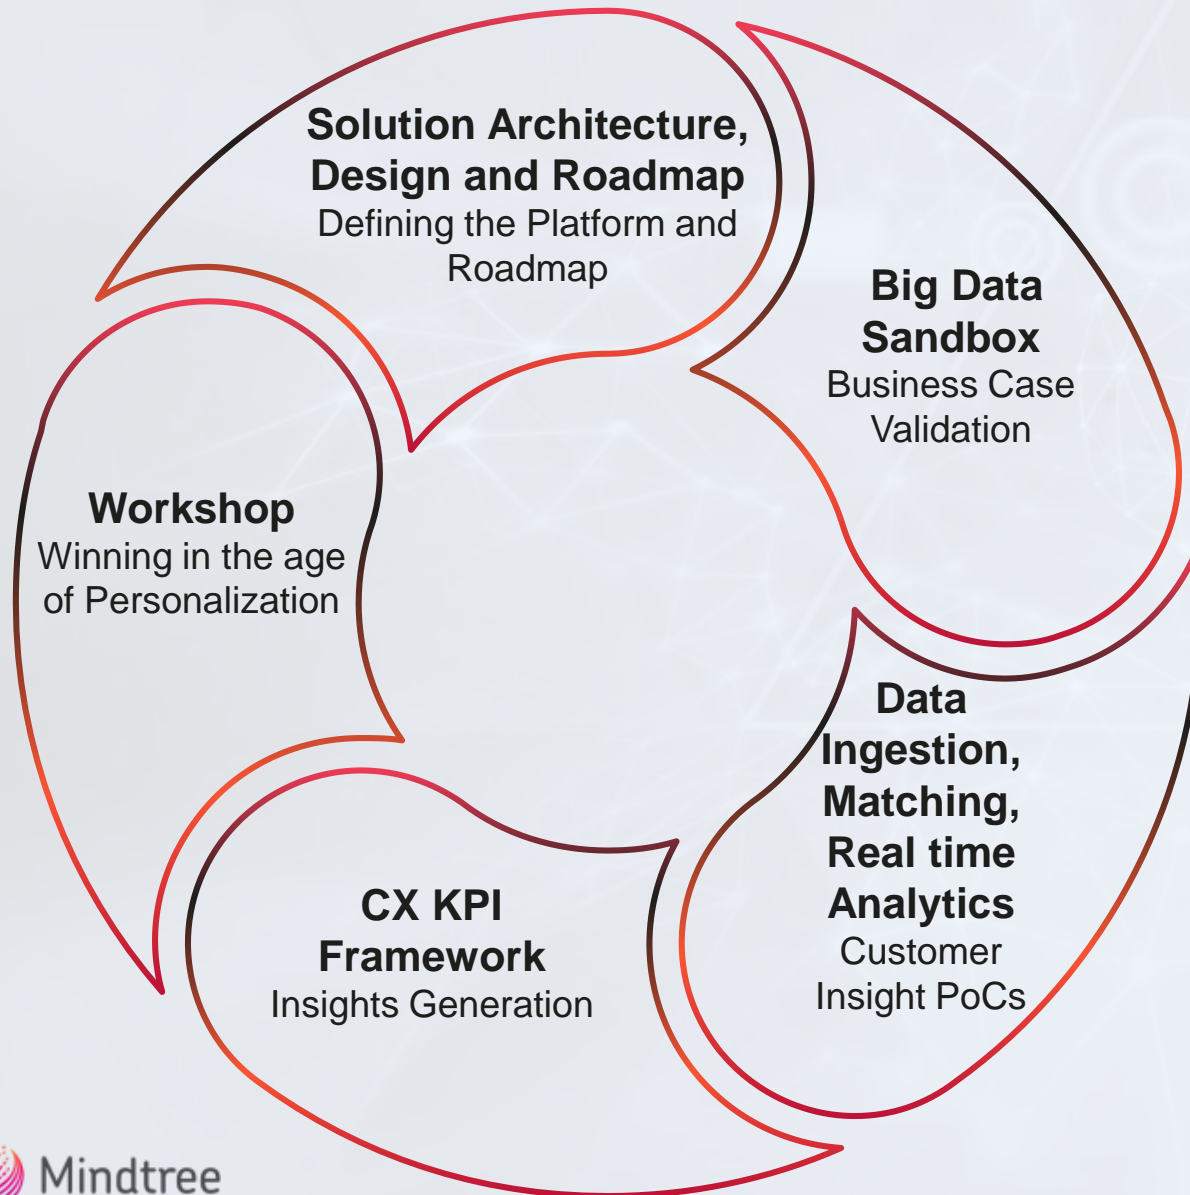 Solution Architecture,
Design and Roadmap
Defining the Platform and
Roadmap
Big Data
Sandbox
Business Case
Validation
Workshop
Winning in the age
of Personalization
Data
Ingestion,
Matching,
Real time
Analytics
Customer
Insight PoCs
CX KPI
Framework
Insights Generation
Mindtree